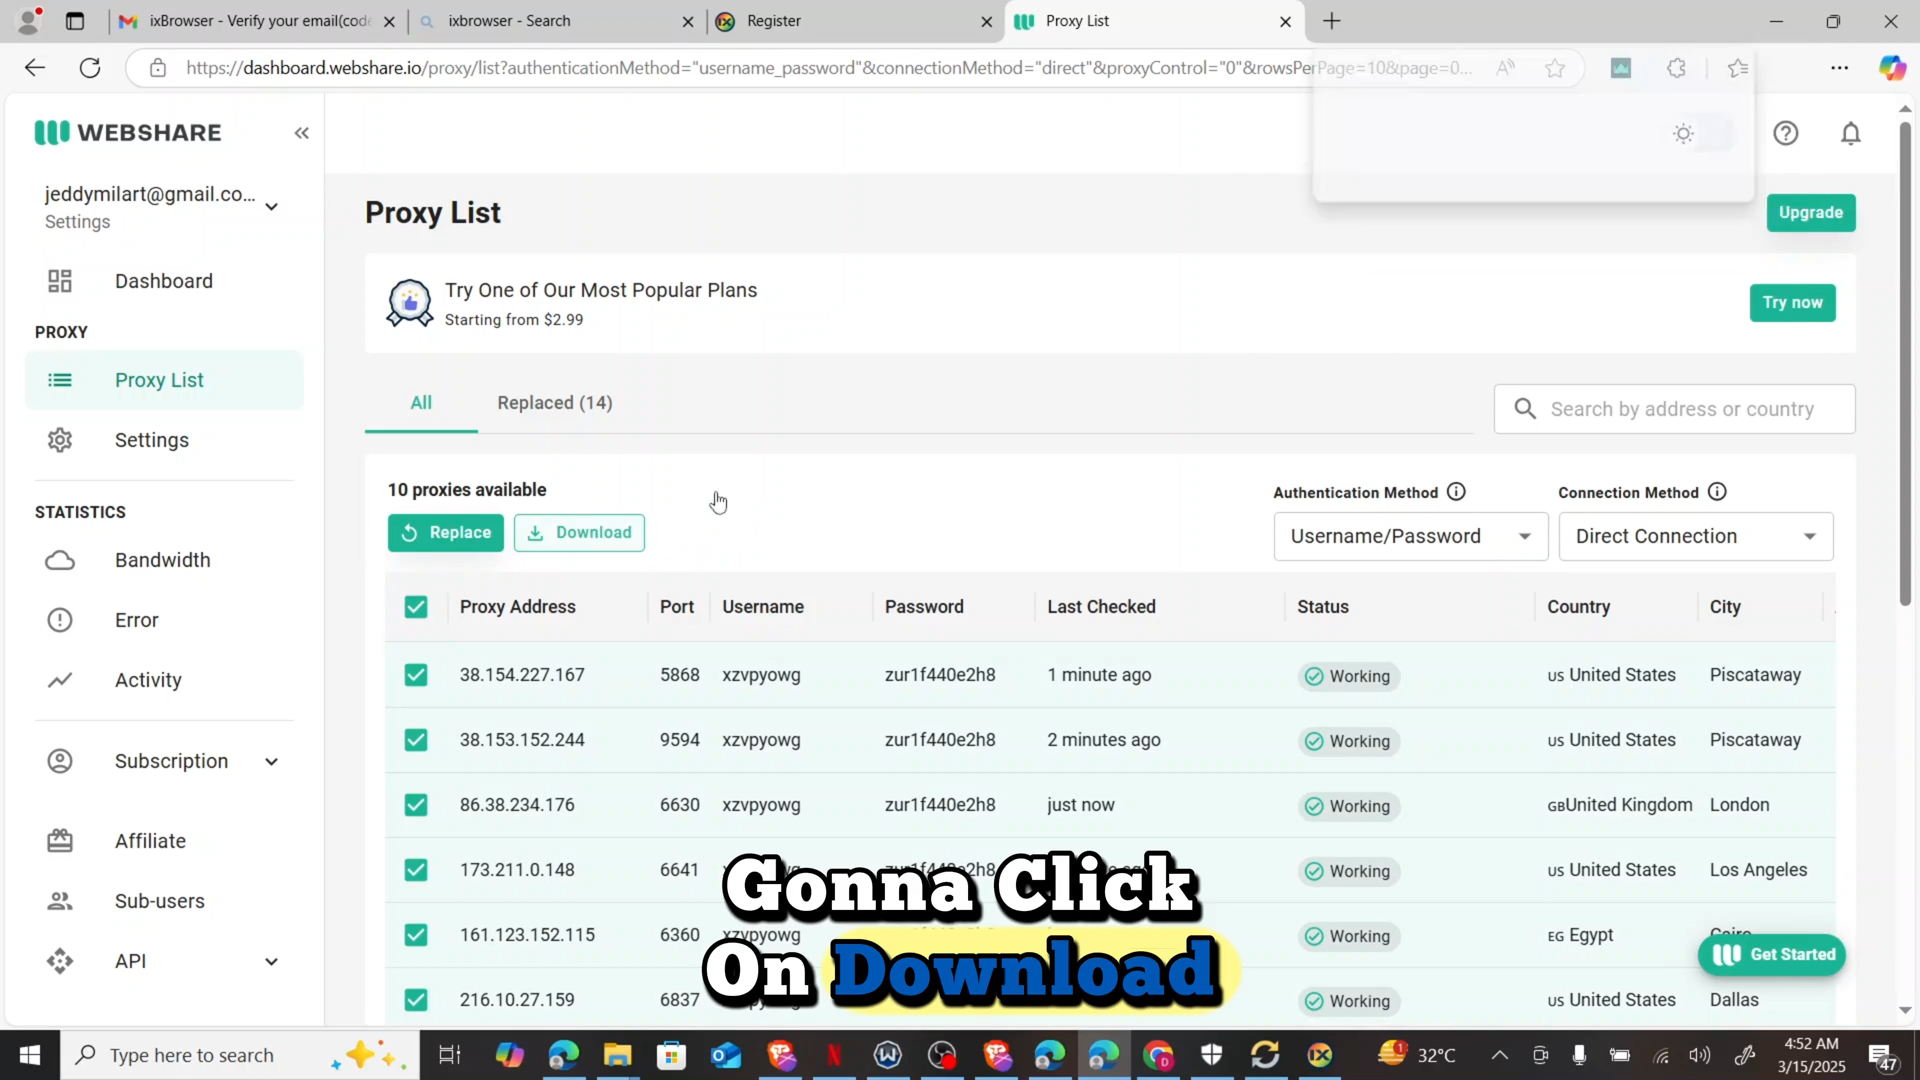 ixBrowser - Verify your email(code
ixbrowser - Search
Register
Proxy List
https://dashboard.webshare.io/proxy/list?authenticationMethod="username_password"&connectionMethod="direct"&proxyControl="0"&rowsPerPage=10&page=0...
WEBSHARE
jeddymilart@gmail.co...
Settings
Dashboard
PROXY
Proxy List
Settings
STATISTICS
Bandwidth
Error
Activity
Subscription
Affiliate
Sub-users
API
Proxy List
Upgrade
Try One of Our Most Popular Plans
Starting from $2.99
Try now
All
Replaced (14)
Search by address or country
10 proxies available
Replace
Download
Authentication Method
Username/Password
Connection Method
Direct Connection
Proxy Address Port Username Password Last Checked Status Country City
38.154.227.167 5868 xzvpyowg zur1f440e2h8 1 minute ago Working US United States Piscataway
38.153.152.244 9594 xzvpyowg zur1f440e2h8 2 minutes ago Working US United States Piscataway
86.38.234.176 6630 xzvpyowg zur1f440e2h8 just now Working GB United Kingdom London
173.211.0.148 6641 Working US United States Los Angeles
161.123.152.115 6360 xzvpyowg Working EG Egypt Cairo
216.10.27.159 6837 Working US United States Dallas
Gonna Click
On Download
Get Started
Type here to search
32°C
4:52 AM
3/15/2025
47